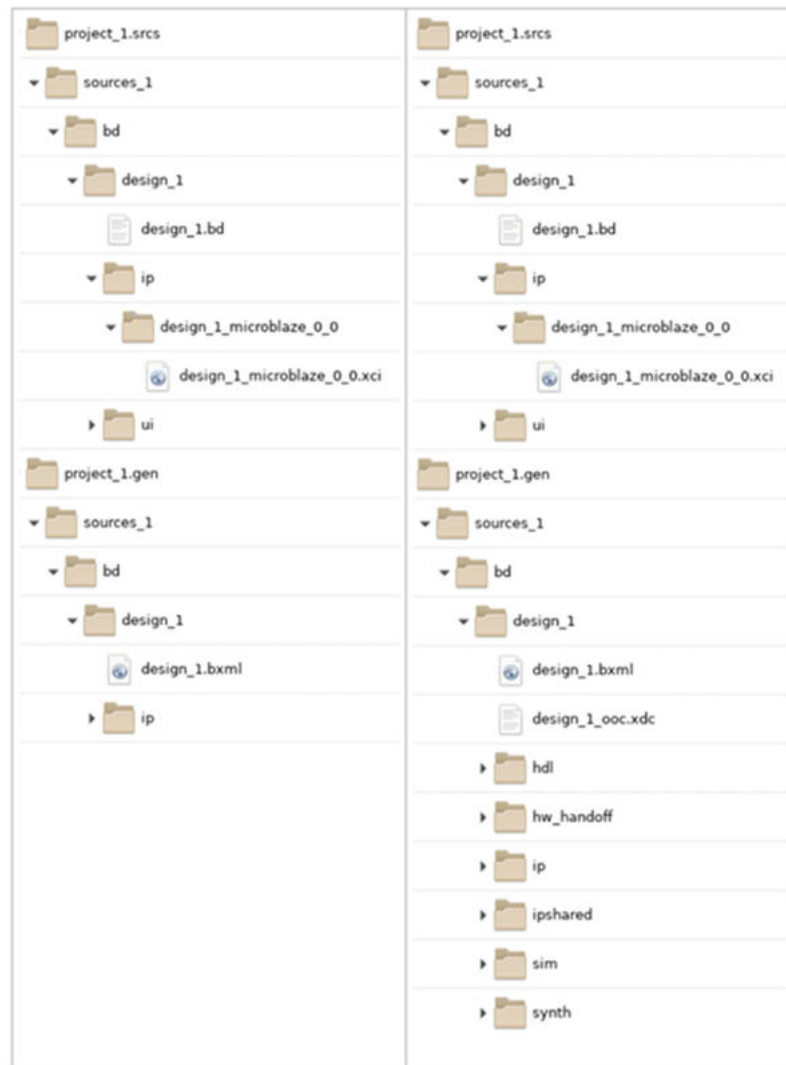 project_1.srcs
sources_1
bd
design_1
design_1.bd
ip
design_1_microblaze_0_0
design_1_microblaze_0_0.xci
ui
project_1.gen
sources_1
bd
design_1
design_1.bxml
ip
project_1.srcs
sources_1
bd
design_1
design_1.bd
ip
design_1_microblaze_0_0
design_1_microblaze_0_0.xci
ui
project_1.gen
sources_1
bd
design_1
design_1.bxml
design_1_ooc.xdc
hdl
hw_handoff
ip
ipshared
sim
synth